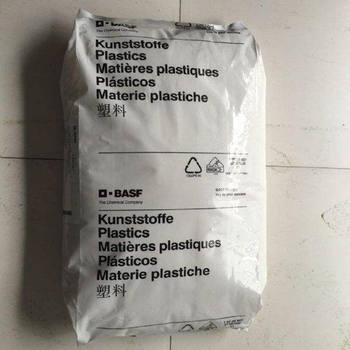 BASF
The Chemical Company
Kunststoffe
Plastics
Matières plastiques
Plásticos
Materie plastiche
塑料
BASF
The Chemical Company
Kunststoffe
Plastics
Matières plastiques
Plásticos
Materie plastiche
塑料